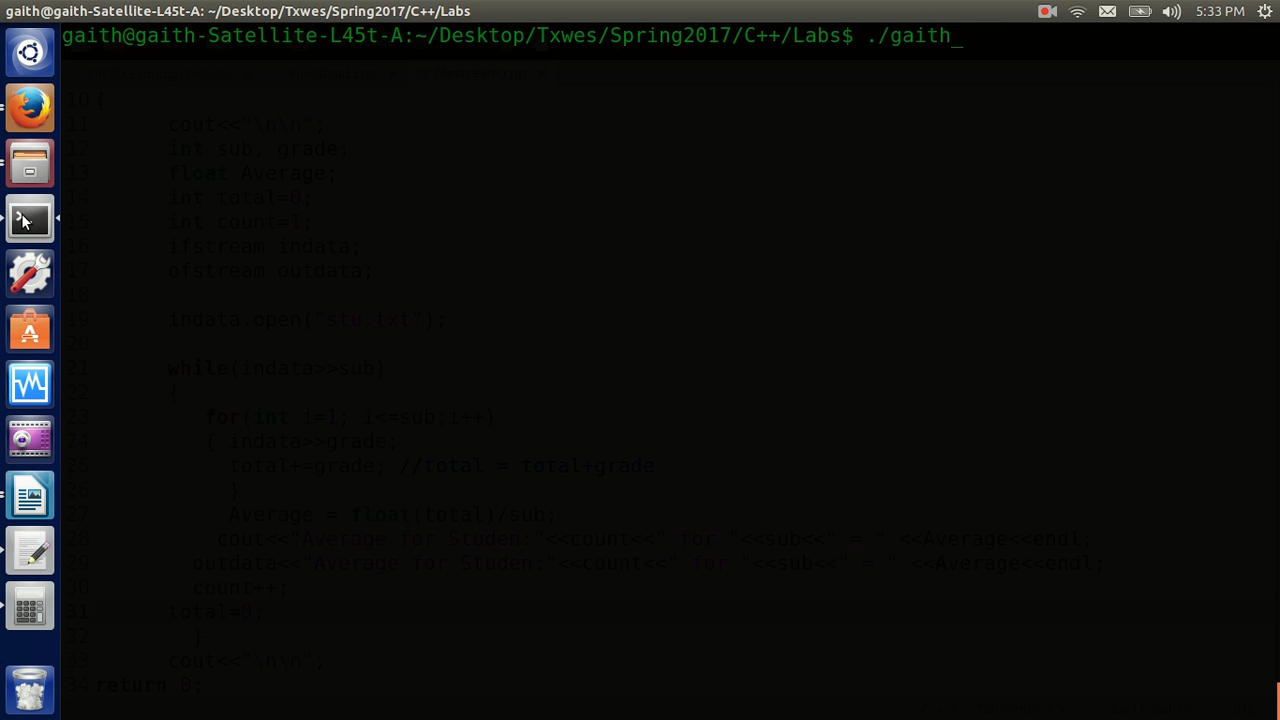 gaith@gaith-Satellite-L45t-A: ~/Desktop/Txwes/Spring2017/C++/Labs
5:33 PM
gaith@gaith-Satellite-L45t-A:~/Desktop/Txwes/Spring2017/C++/Labs$ ./gaith_
10 {
11 cout<<"\n\n";
12 int sub, grade;
13 float Average;
14 int total=0;
15 int count=1;
16 ifstream indata;
17 ofstream outdata;
18
19 indata.open("stu.txt");
20
21 while(indata>>sub)
22 {
23 for(int i=1; i<=sub;i++)
24 { indata>>grade;
25 total+=grade; //total = total+grade
26 }
27 Average = float(total)/sub;
28 cout<<"Average for Studen:"<<count<<" for "<<sub<<" = " <<Average<<endl;
29 outdata<<"Average for Studen:"<<count<<" for "<<sub<<" = "<<Average<<endl;
30 count++;
31 total=0;
32 }
33 cout<<"\n\n";
34 return 0;